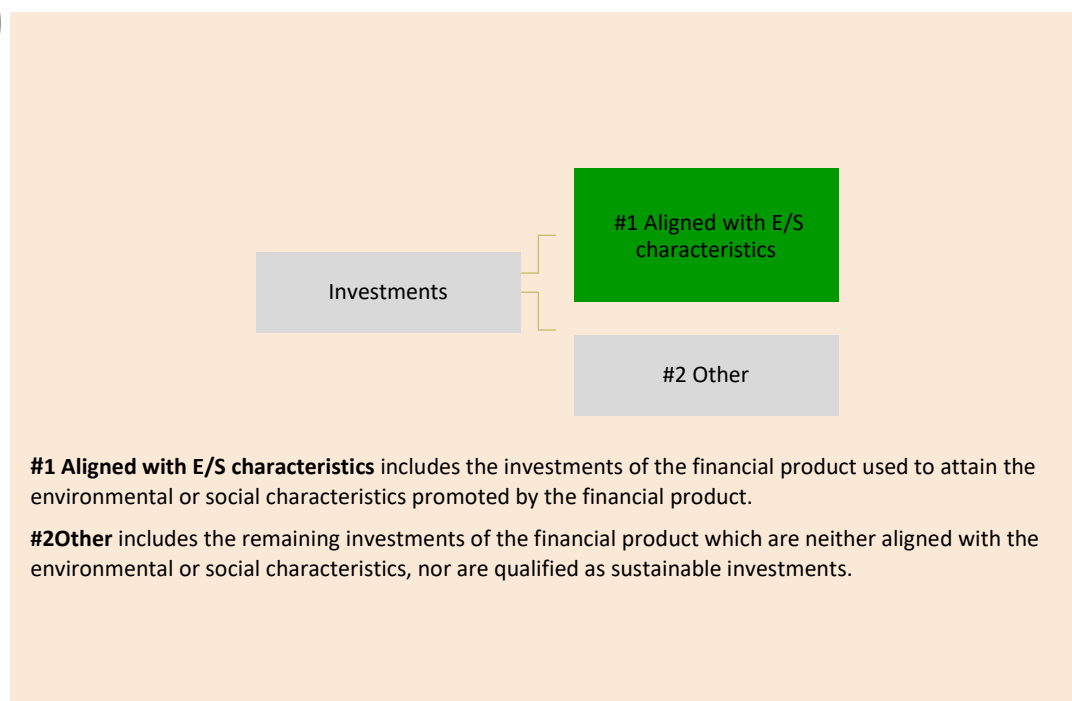 #1 Aligned with E/S
characteristics
Investments
#2 Other
#1 Aligned with E/S characteristics includes the investments of the financial product used to attain the
environmental or social characteristics promoted by the financial product.
#2Other includes the remaining investments of the financial product which are neither aligned with the
environmental or social characteristics, nor are qualified as sustainable investments.